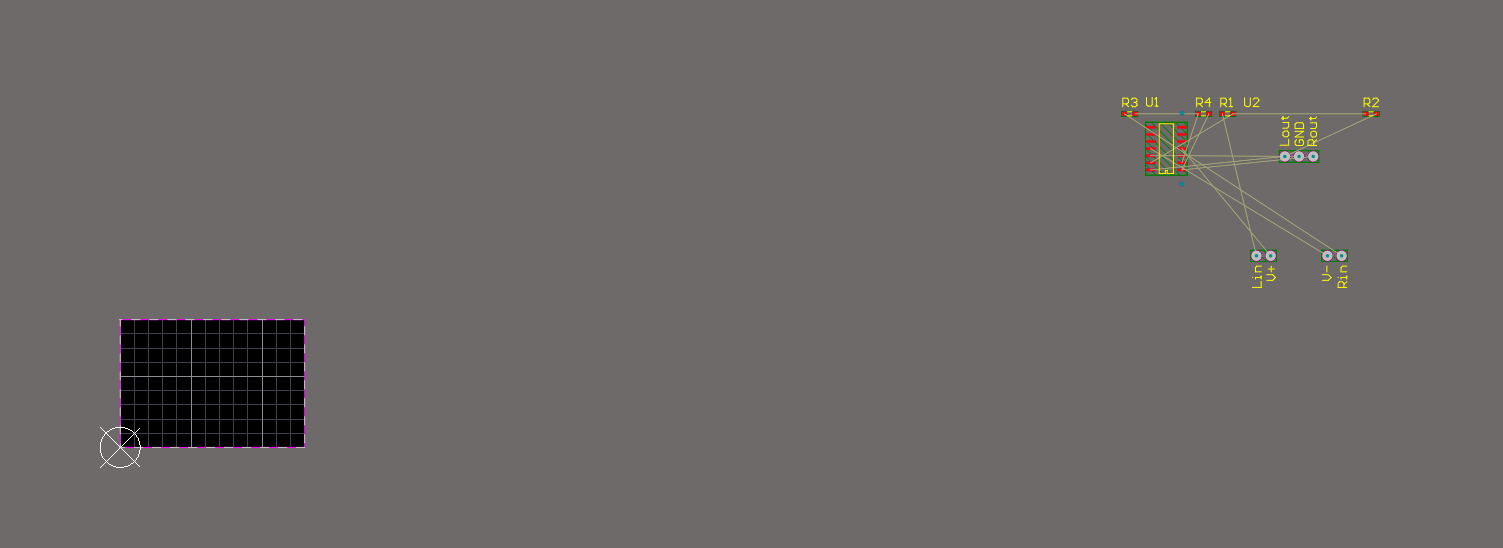 R3 U1 R4 R1 U2 R2
Lout
GND
Rout
Lin
V+
V-
Rin